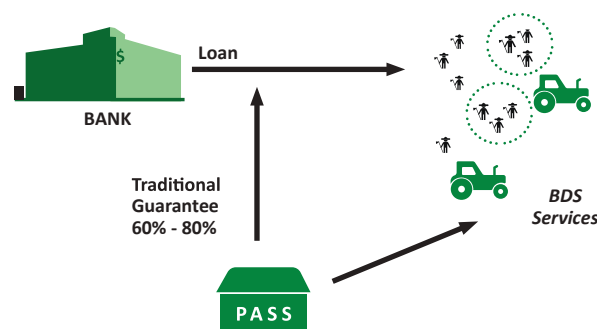 $
Loan
BANK
Traditional
Guarantee
60% - 80%
BDS
Services
PASS